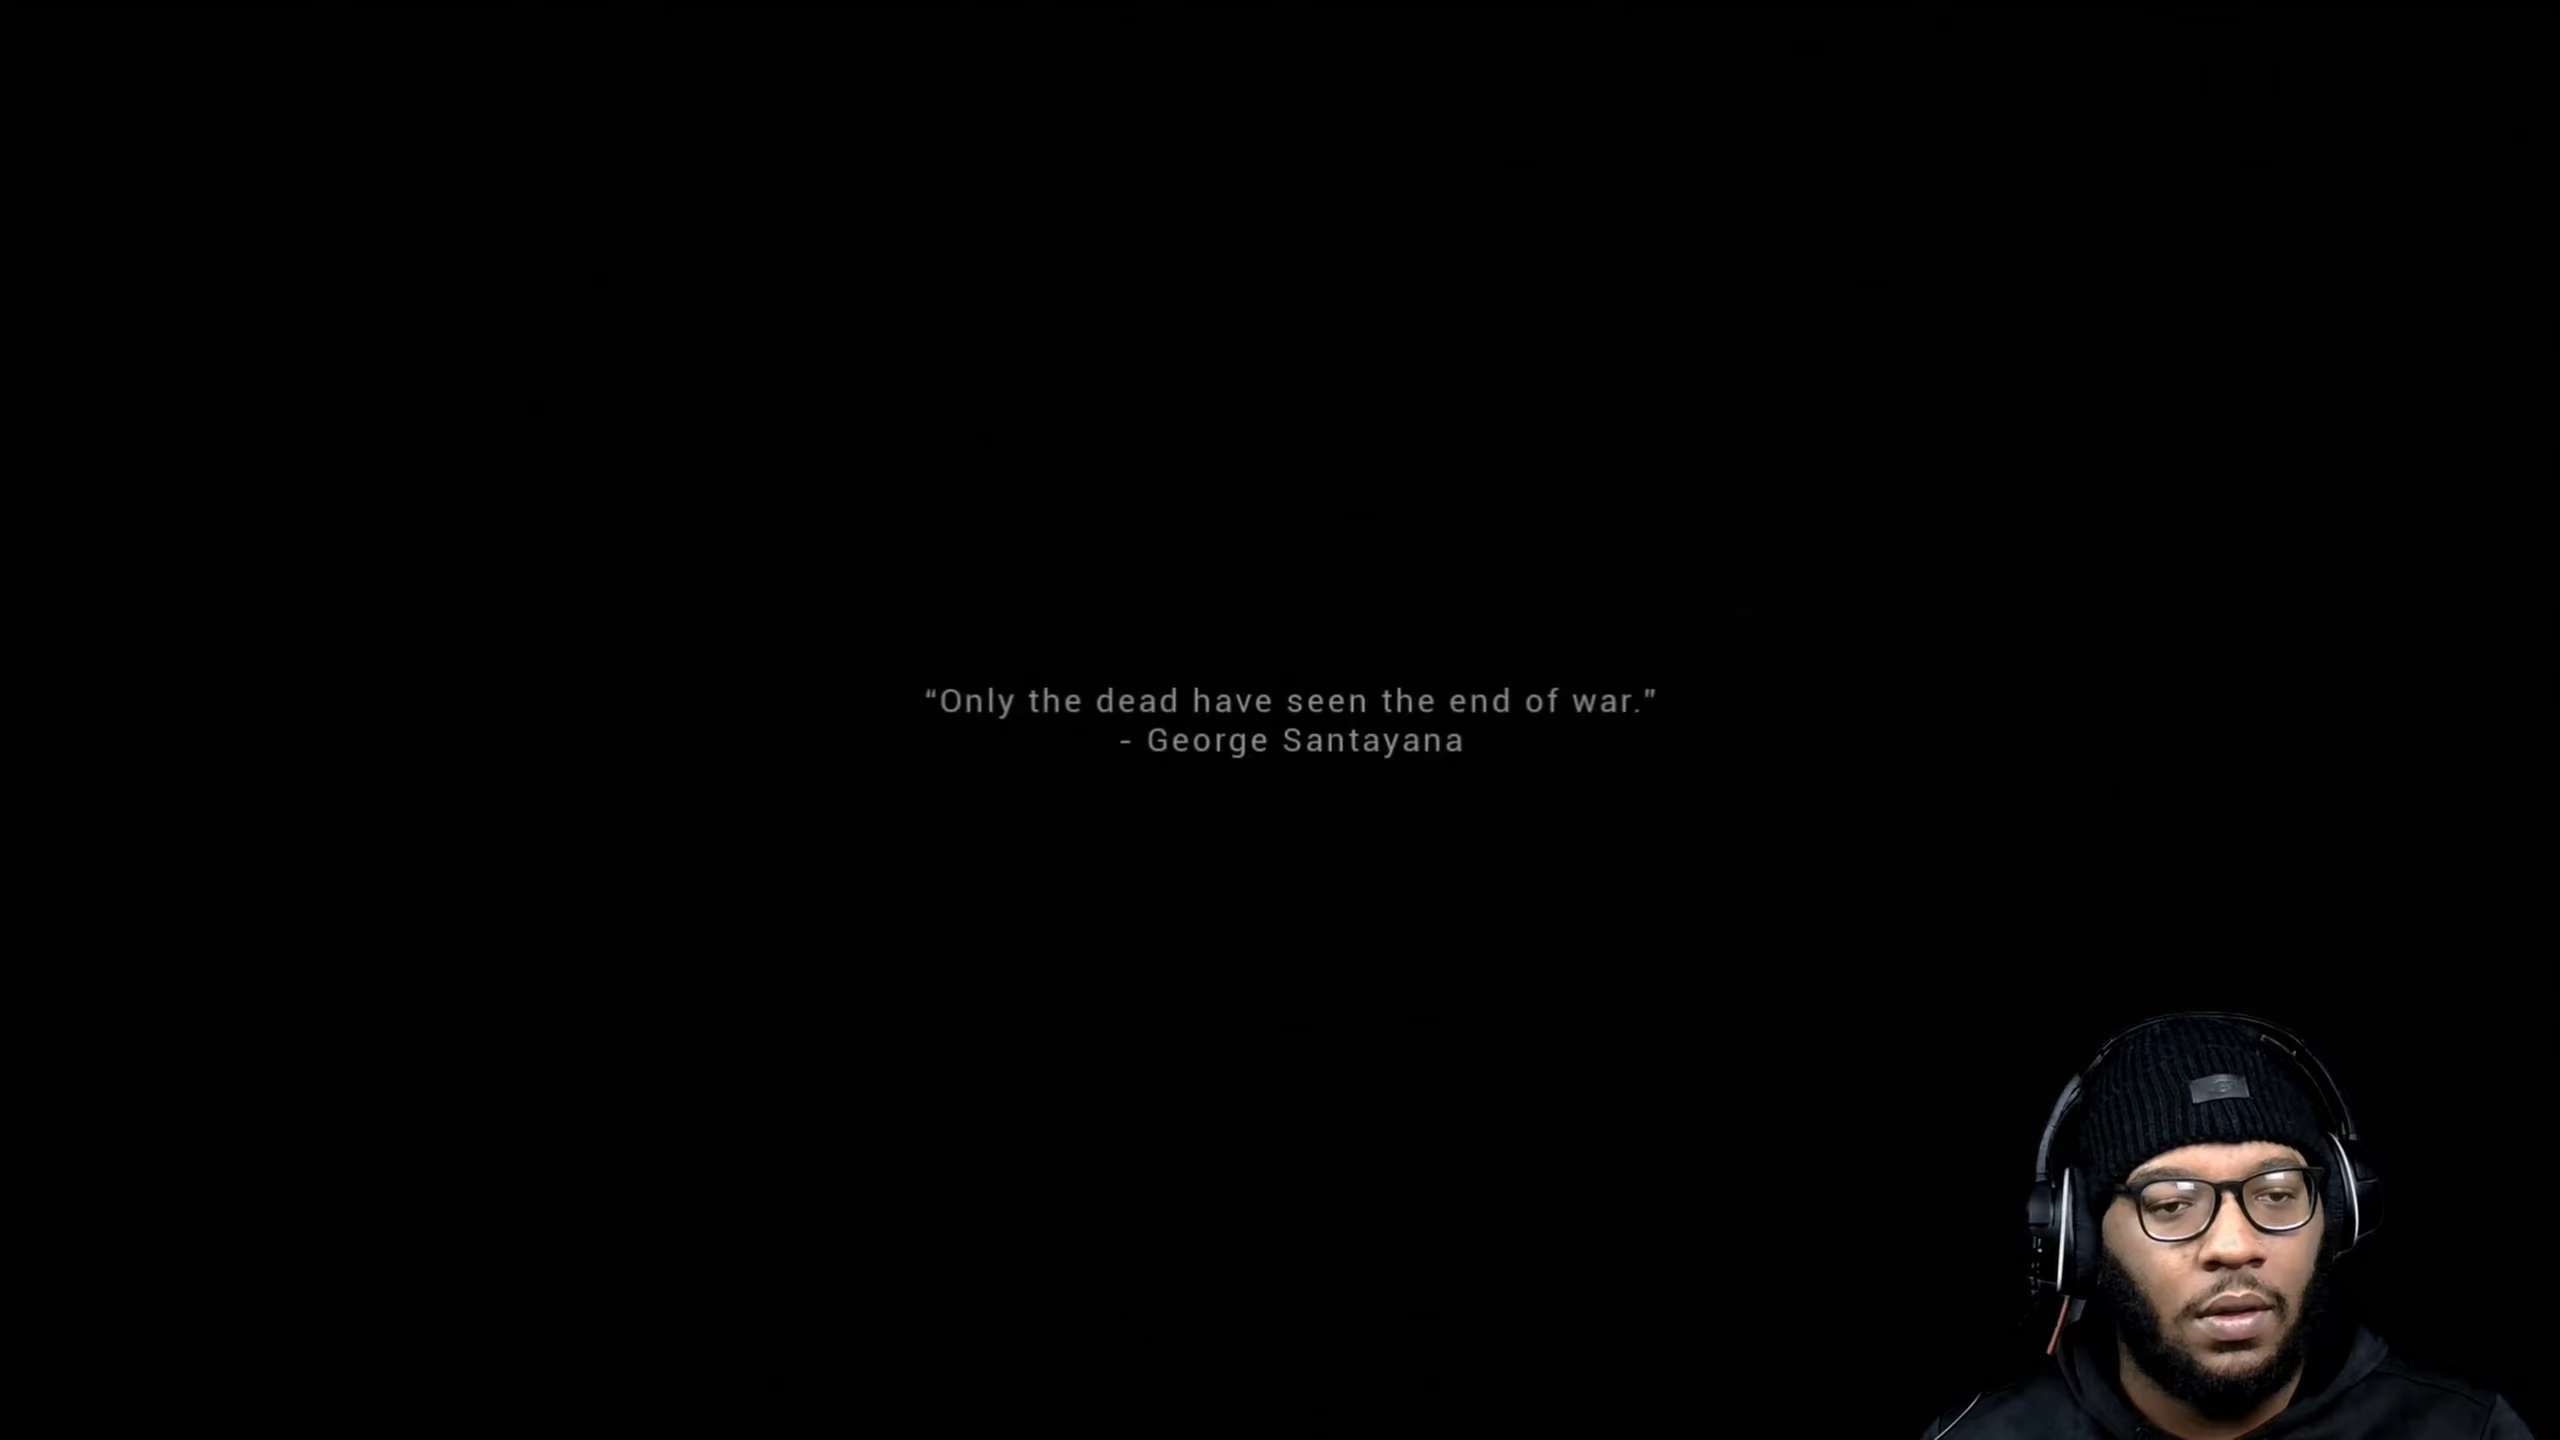 “Only the dead have seen the end of war.”
- George Santayana